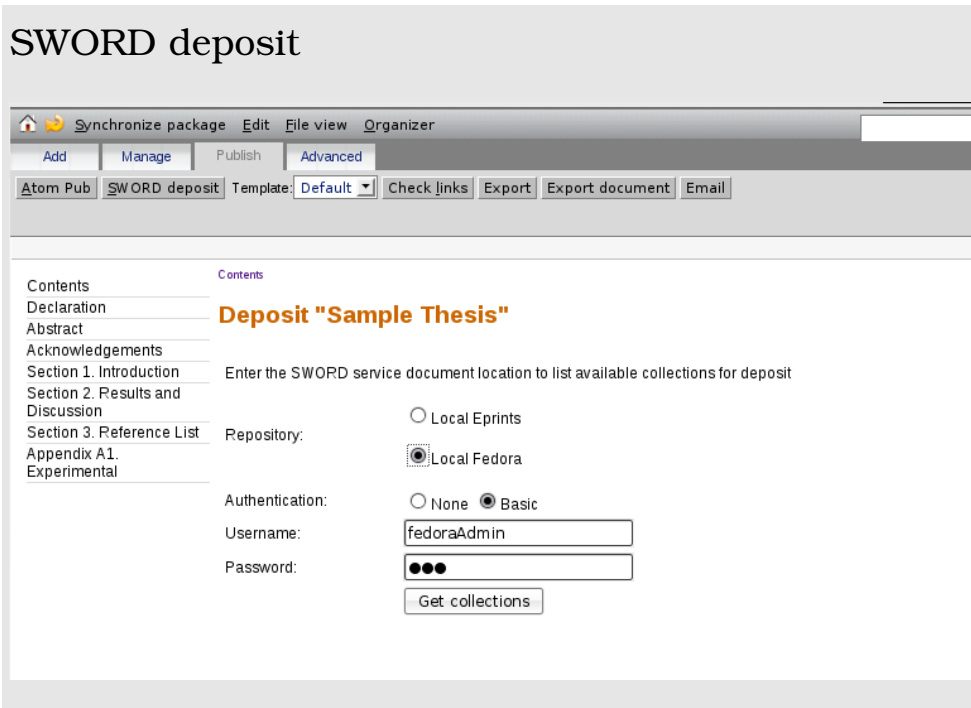 SWORD deposit
Synchronize package Edit File view Organizer
Add Manage Publish Advanced
Atom Pub SWORD deposit Template: Default Check links Export Export document Email
Contents
Contents
Declaration
Abstract
Acknowledgements
Section 1. Introduction
Section 2. Results and
Discussion
Section 3. Reference List
Appendix A1.
Experimental
Deposit "Sample Thesis"
Enter the SWORD service document location to list available collections for deposit
Repository:
Local Eprints
Local Fedora
Authentication: None Basic
Username: fedoraAdmin
Password: ●●●
Get collections